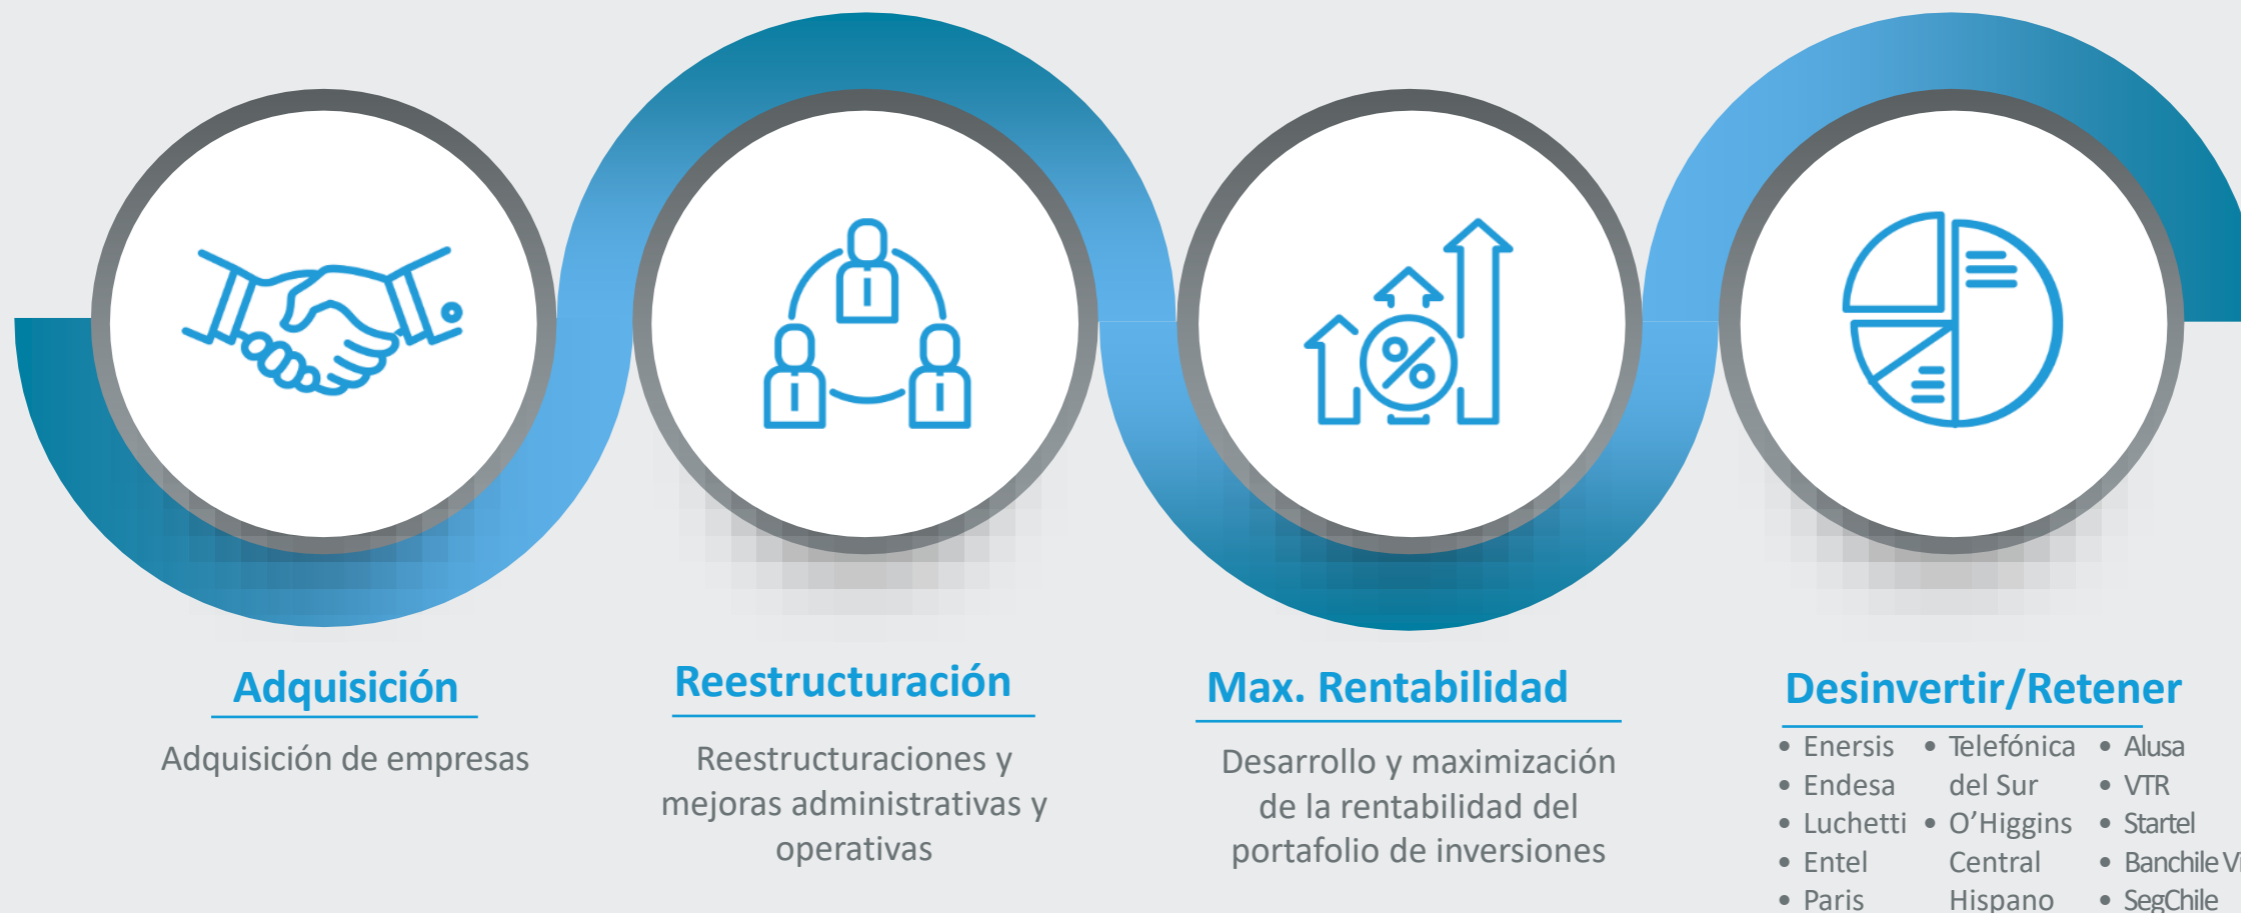 Adquisición
Adquisición de empresas
Reestructuración
Reestructuraciones y
mejoras administrativas y
operativas
Max. Rentabilidad
Desarrollo y maximización
de la rentabilidad del
portafolio de inversiones
Desinvertir/Retener
• Enersis
• Endesa
• Luchetti
• Entel
• Paris
• Telefónica
del Sur
• O’Higgins
Central
Hispano
• Alusa
• VTR
• Startel
• Banchile
• SegChile